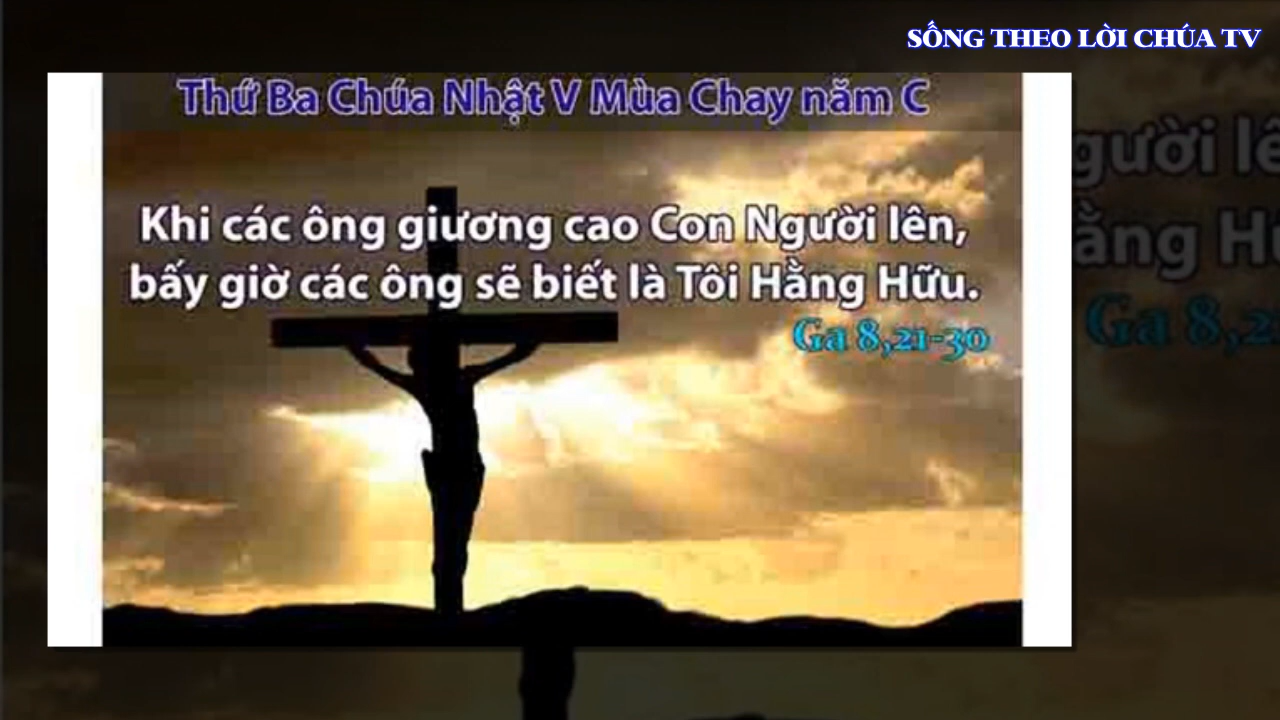 SỐNG THEO LỜI CHÚA TV
Thứ Ba Chúa Nhật V Mùa Chay năm C
Khi các ông giương cao Con Người lên,
bấy giờ các ông sẽ biết là Tôi Hằng Hữu.
Ga 8,21-30